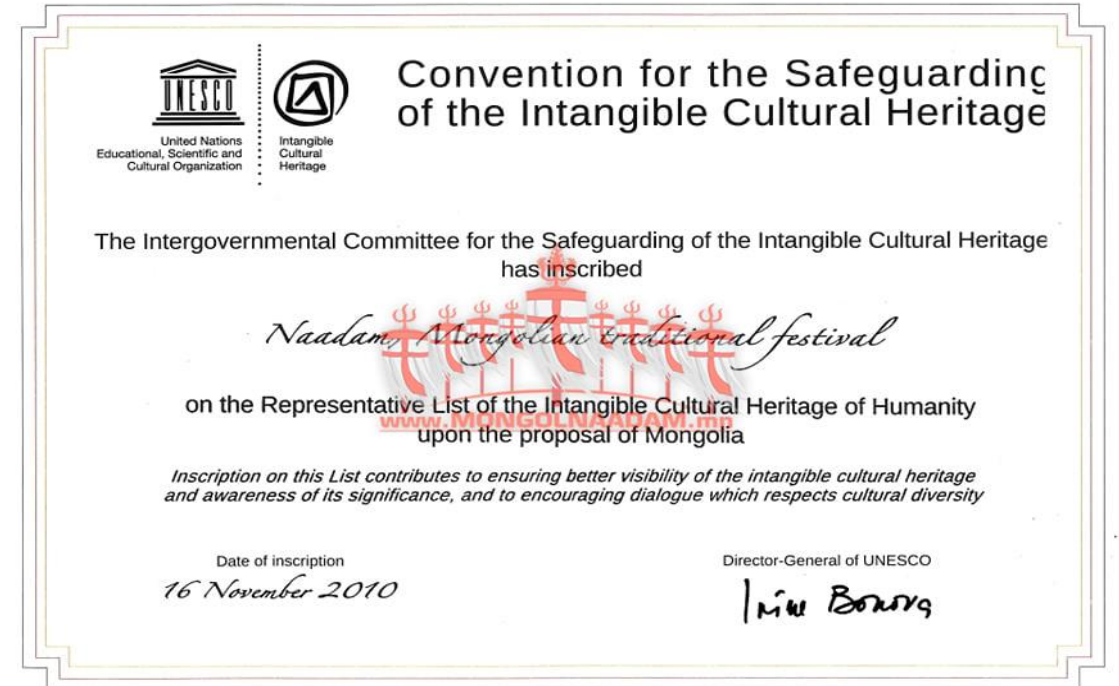 UNESCO
United Nations
Educational, Scientific and
Cultural Organization
Intangible
Cultural
Heritage
Convention for the Safeguarding
of the Intangible Cultural Heritage
The Intergovernmental Committee for the Safeguarding of the Intangible Cultural Heritage
has inscribed
Naadam, Mongolian traditional festival
on the Representative List of the Intangible Cultural Heritage of Humanity
www.MONGOLNAADAM.mn
upon the proposal of Mongolia
Inscription on this List contributes to ensuring better visibility of the intangible cultural heritage
and awareness of its significance, and to encouraging dialogue which respects cultural diversity
Date of inscription
16 November 2010
Director-General of UNESCO
Irina Bokova